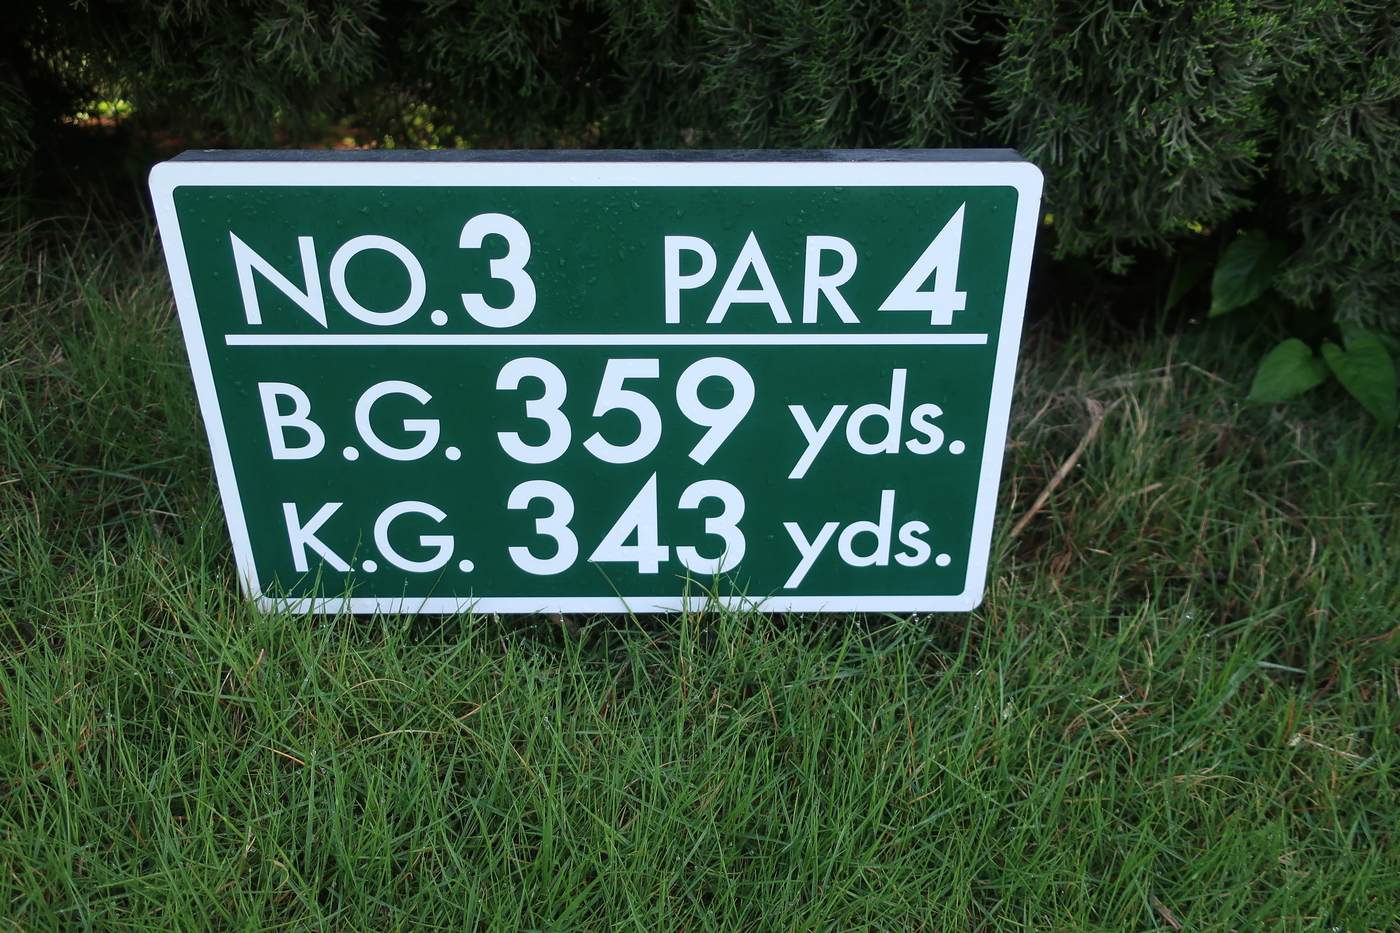 NO.3 PAR 4
B.G. 359 yds.
K.G. 343 yds.